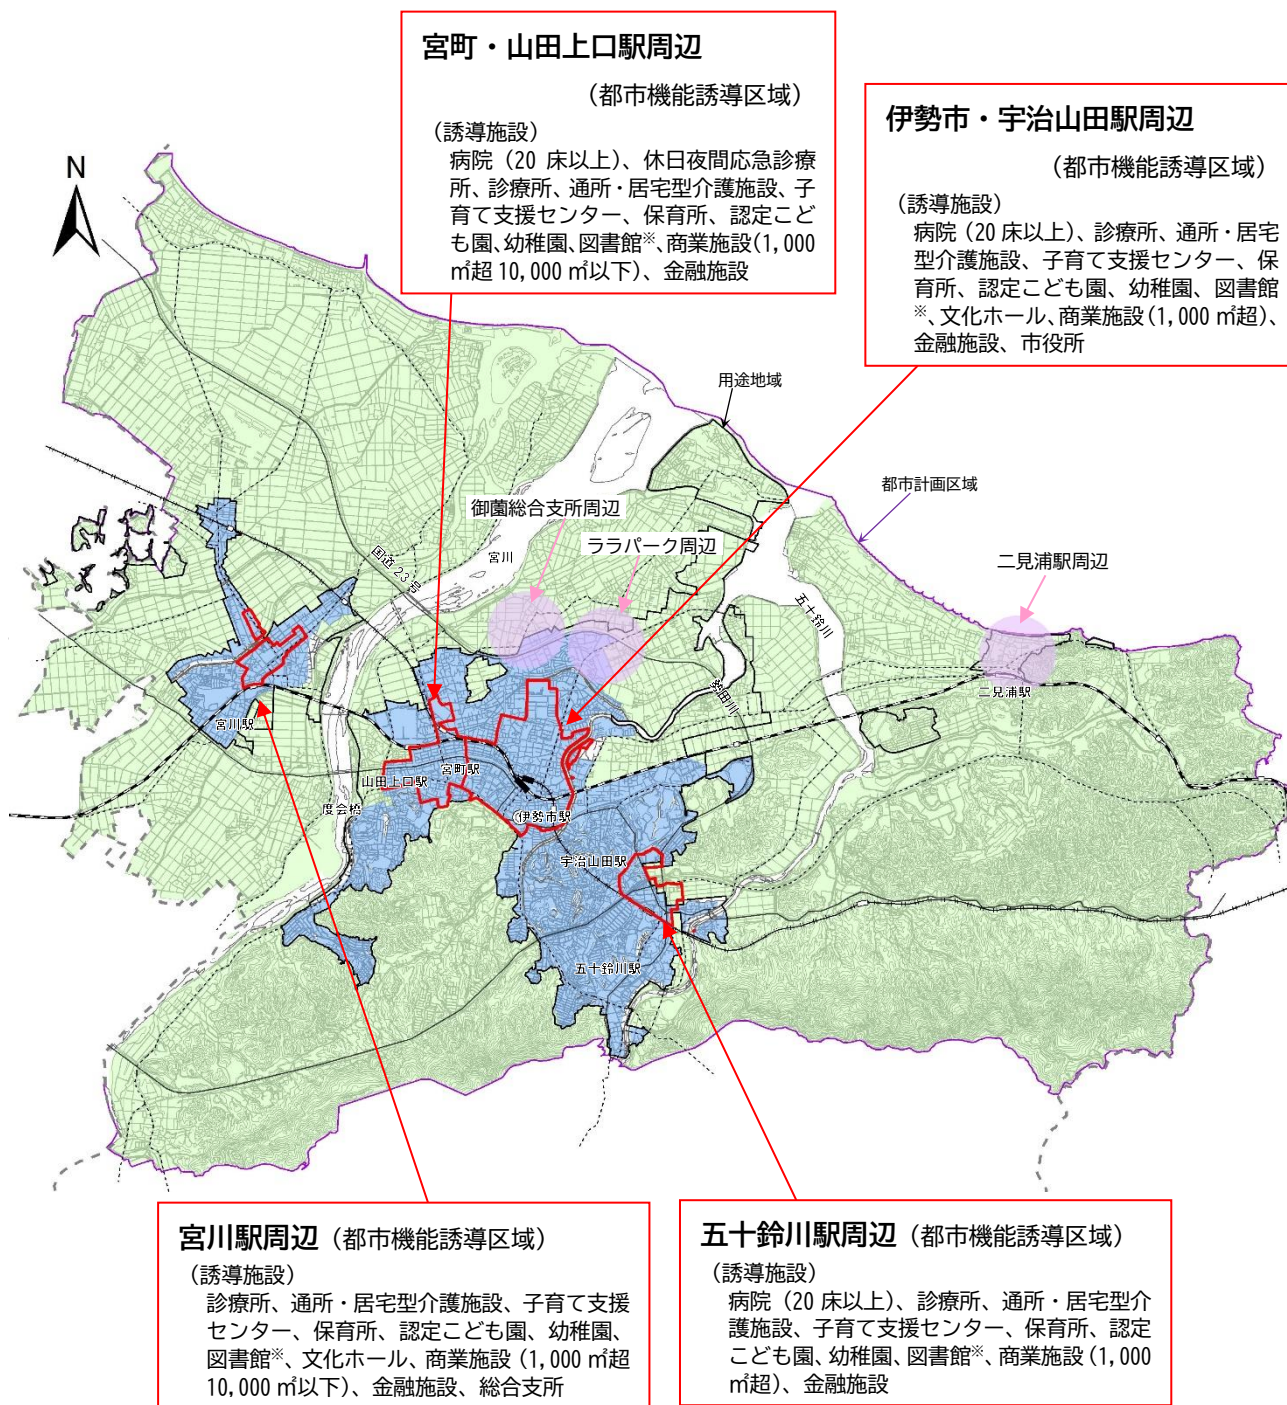 宮町・山田上口駅周辺
(都市機能誘導区域)
(誘導施設)
病院(20 床以上)、休日夜間応急診療
所、診療所、通所・居宅型介護施設、子
育て支援センター、保育所、認定こど
も園、幼稚園、図書館※、商業施設(1,000
㎡超 10,000 ㎡以下)、金融施設
伊勢市・宇治山田駅周辺
(都市機能誘導区域)
(誘導施設)
病院(20 床以上)、診療所、通所・居宅
型介護施設、子育て支援センター、保
育所、認定こども園、幼稚園、図書館
※、文化ホール、商業施設(1,000 ㎡超)、
金融施設、市役所
N
用途地域
都市計画区域
御薗総合支所周辺
ララパーク周辺
二見浦駅周辺
国道23号
宮川
五十鈴川
勢田川
二見浦駅
宮川駅
山田上口駅
宮町駅
度会橋
伊勢市駅
宇治山田駅
五十鈴川駅
宮川駅周辺(都市機能誘導区域)
(誘導施設)
診療所、通所・居宅型介護施設、子育て支援
センター、保育所、認定こども園、幼稚園、
図書館※、文化ホール、商業施設(1,000 ㎡超
10,000 ㎡以下)、金融施設、総合支所
五十鈴川駅周辺(都市機能誘導区域)
(誘導施設)
病院(20 床以上)、診療所、通所・居宅型介
護施設、子育て支援センター、保育所、認定
こども園、幼稚園、図書館※、商業施設(1,000
㎡超)、金融施設